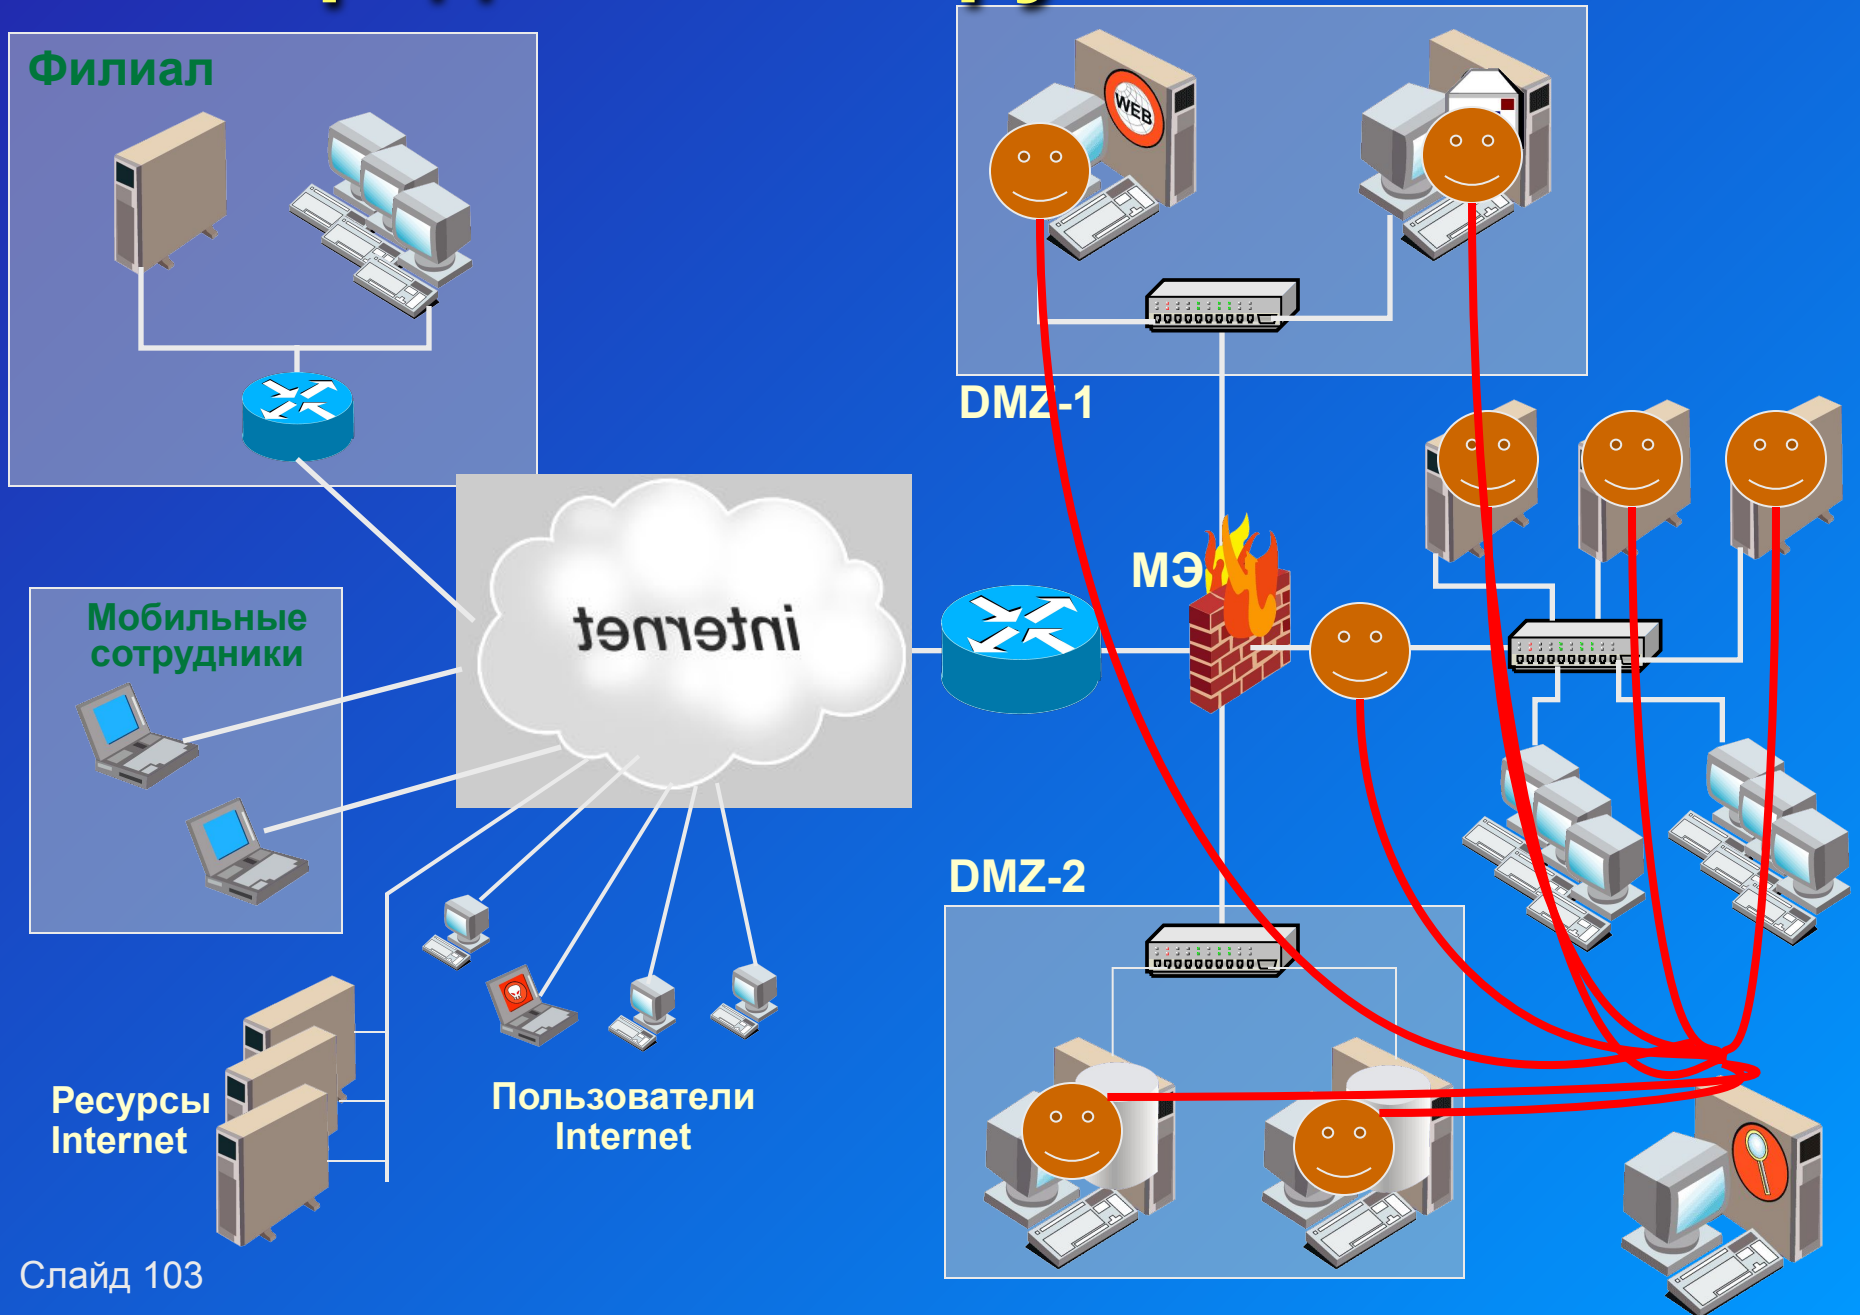 Филиал
WEB
DMZ-1
МЭ
internet
Мобильные
сотрудники
DMZ-2
Ресурсы
Internet
Пользователи
Internet
Слайд 103